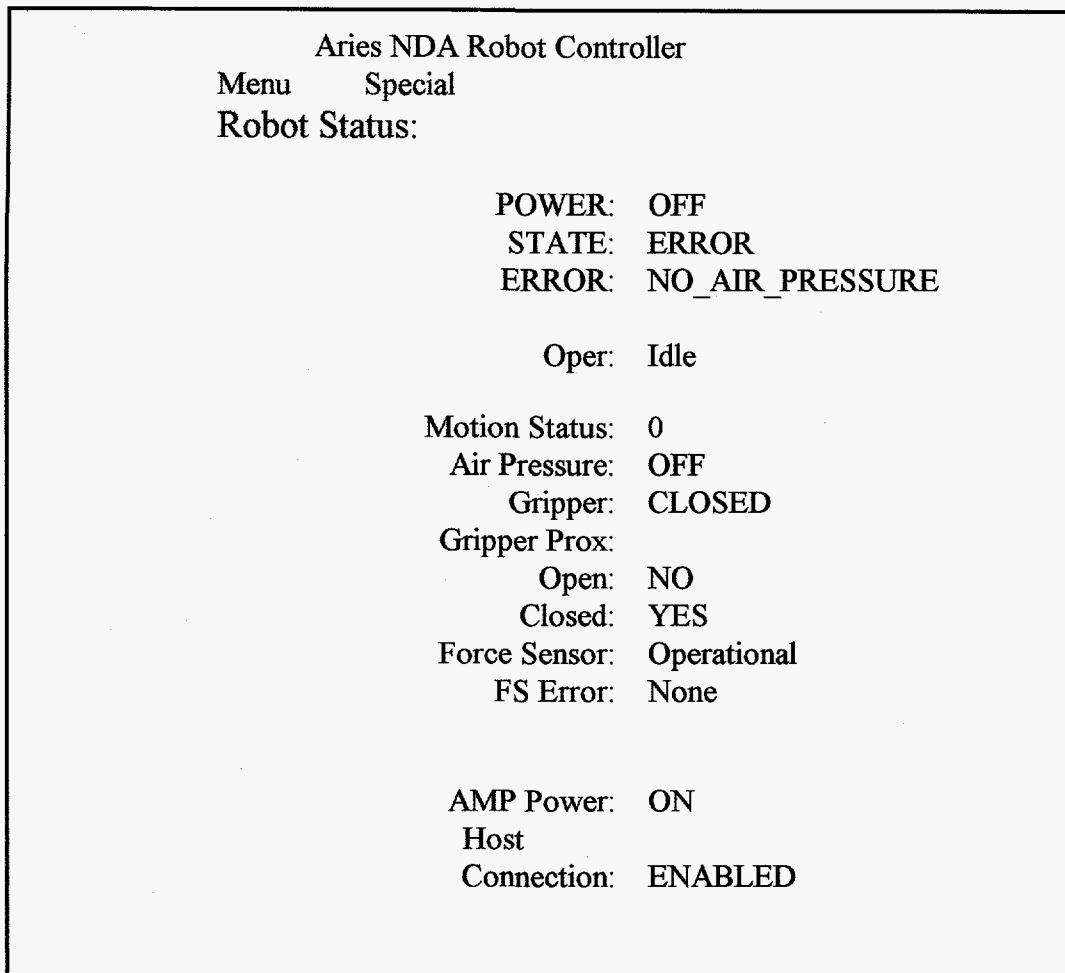 Aries NDA Robot Controller
Menu Special
Robot Status:
POWER: OFF
STATE: ERROR
ERROR: NO_AIR_PRESSURE
Oper: Idle
Motion Status: 0
Air Pressure: OFF
Gripper: CLOSED
Gripper Prox:
Open: NO
Closed: YES
Force Sensor: Operational
FS Error: None
AMP Power: ON
Host
Connection: ENABLED